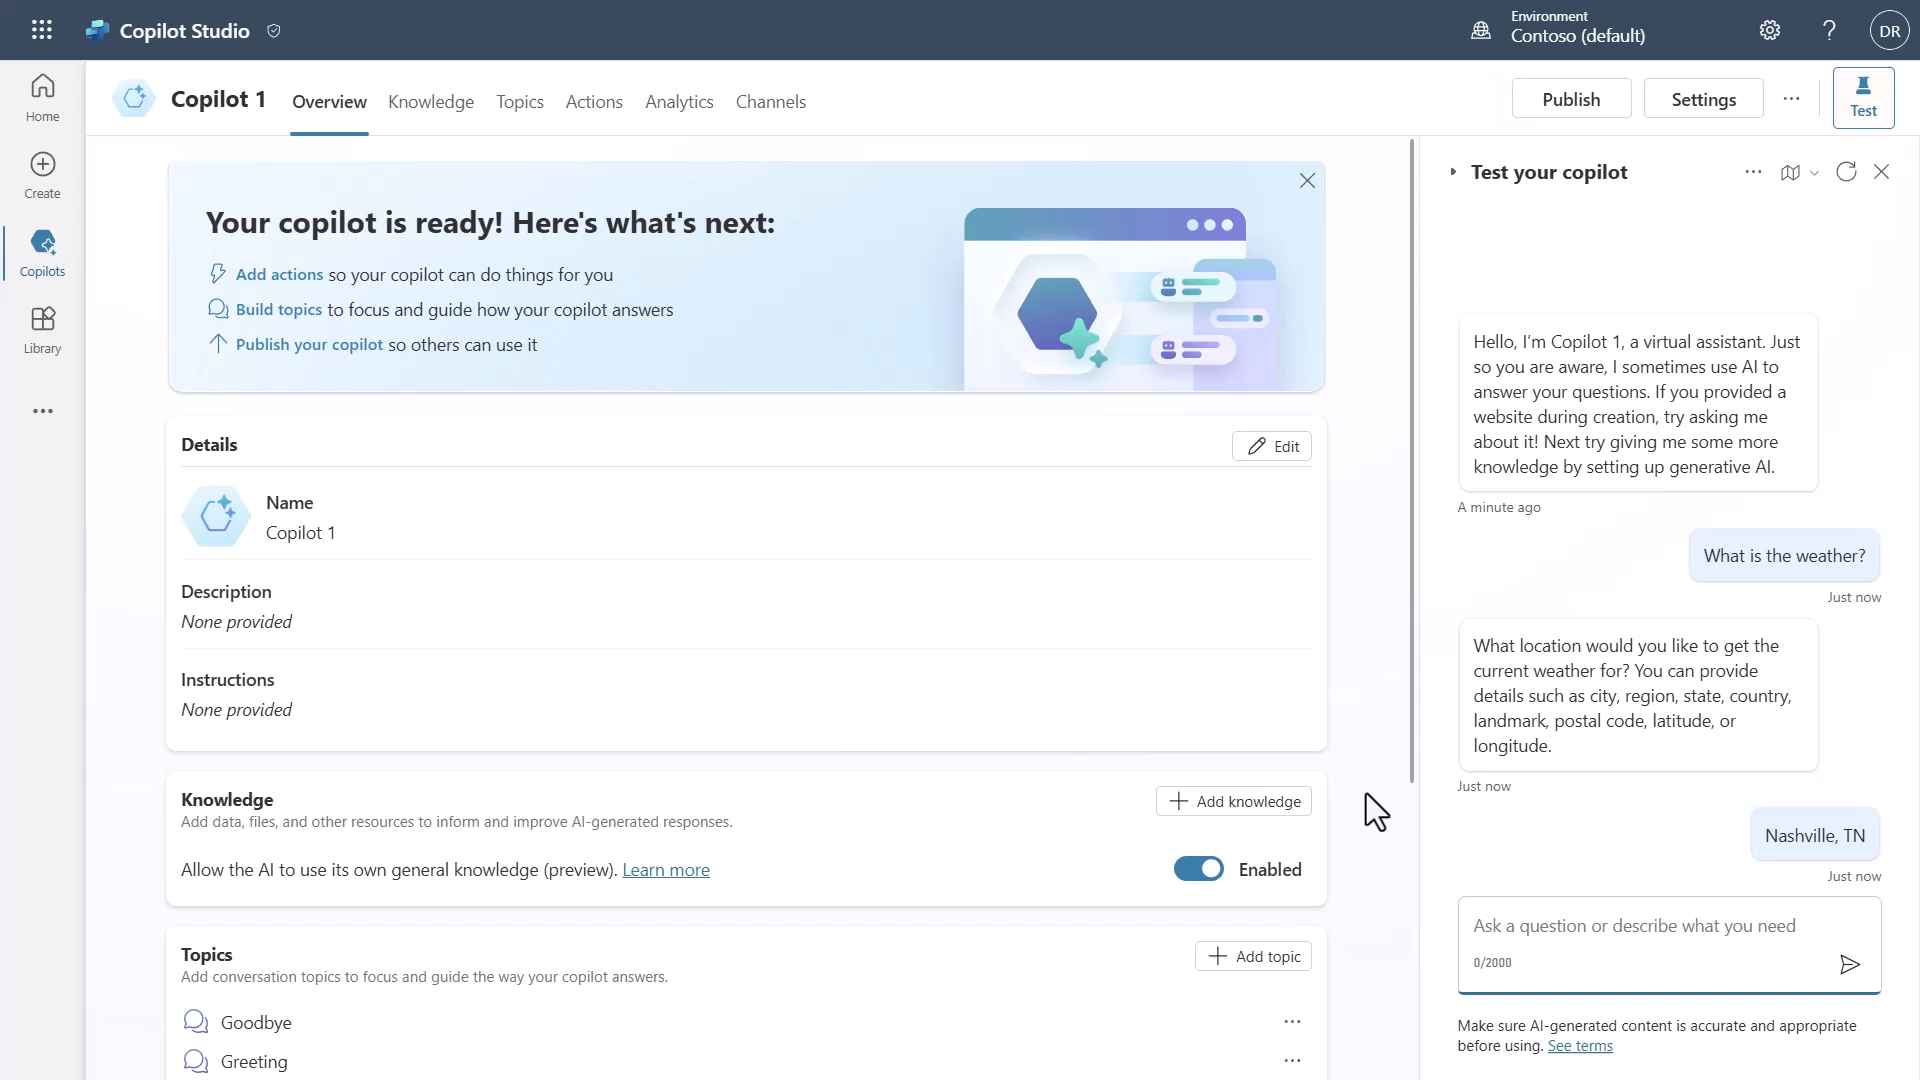 Copilot Studio
Environment
Contoso (default)
DR
Home
Create
Copilots
Library
Copilot 1
Overview
Knowledge
Topics
Actions
Analytics
Channels
Publish
Settings
Test
Your copilot is ready! Here's what's next:
Add actions so your copilot can do things for you
Build topics to focus and guide how your copilot answers
Publish your copilot so others can use it
Details
Edit
Name
Copilot 1
Description
None provided
Instructions
None provided
Knowledge
Add data, files, and other resources to inform and improve AI-generated responses.
Add knowledge
Allow the AI to use its own general knowledge (preview). Learn more
Enabled
Topics
Add conversation topics to focus and guide the way your copilot answers.
Add topic
Goodbye
Greeting
Test your copilot
Hello, I'm Copilot 1, a virtual assistant. Just
so you are aware, I sometimes use AI to
answer your questions. If you provided a
website during creation, try asking me
about it! Next try giving me some more
knowledge by setting up generative AI.
A minute ago
What is the weather?
Just now
What location would you like to get the
current weather for? You can provide
details such as city, region, state, country,
landmark, postal code, latitude, or
longitude.
Just now
Nashville, TN
Just now
Ask a question or describe what you need
0/2000
Make sure AI-generated content is accurate and appropriate
before using. See terms